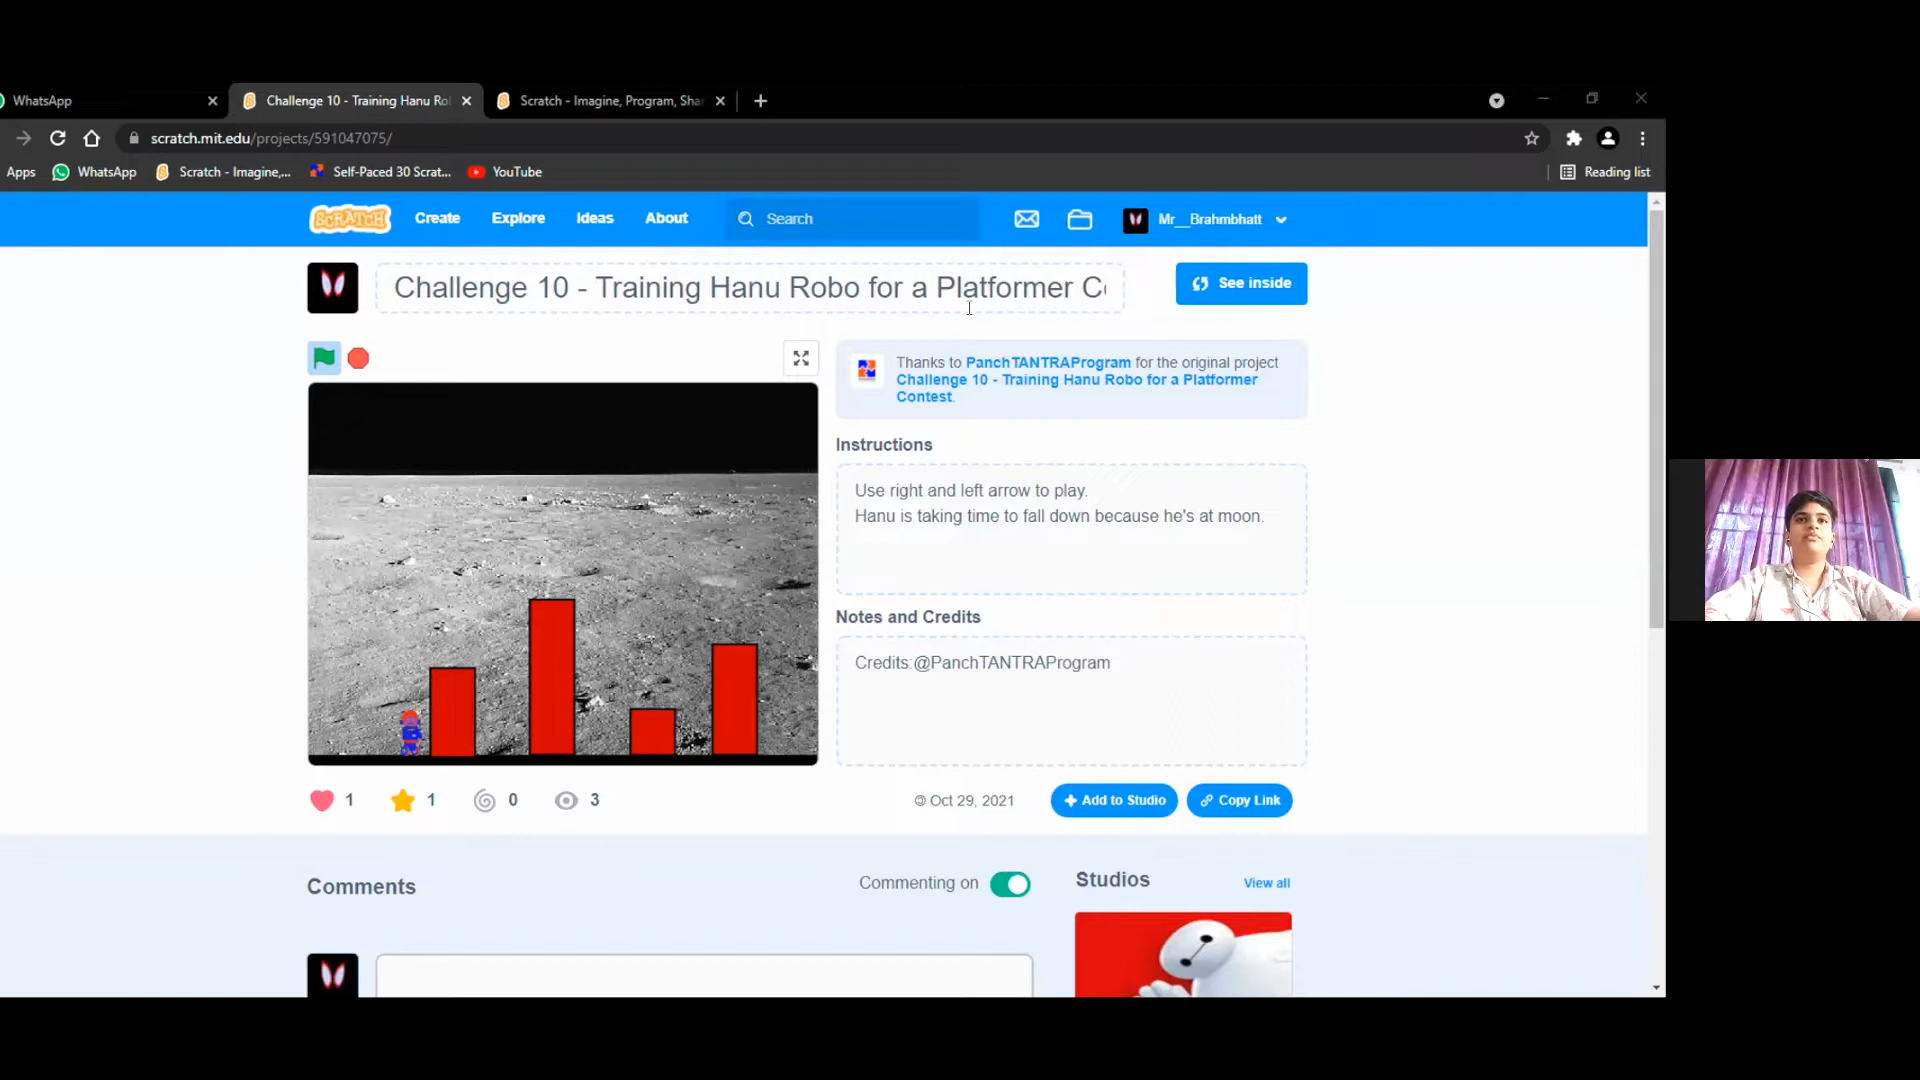 WhatsApp
Challenge 10 - Training Hanu Ro
Scratch - Imagine, Program, Sha
scratch.mit.edu/projects/591047075/
Apps
WhatsApp
Scratch - Imagine,...
Self-Paced 30 Scrat...
YouTube
Reading list
SCRATCH
Create
Explore
Ideas
About
Search
Mr__Brahmbhatt
Challenge 10 - Training Hanu Robo for a Platformer Co
See inside
Thanks to PanchTANTRAProgram for the original project
Challenge 10 - Training Hanu Robo for a Platformer
Contest.
Instructions
Use right and left arrow to play.
Hanu is taking time to fall down because he's at moon.
Notes and Credits
Credits:@PanchTANTRAProgram
1
1
0
3
© Oct 29, 2021
Add to Studio
Copy Link
Comments
Commenting on
Studios
View all